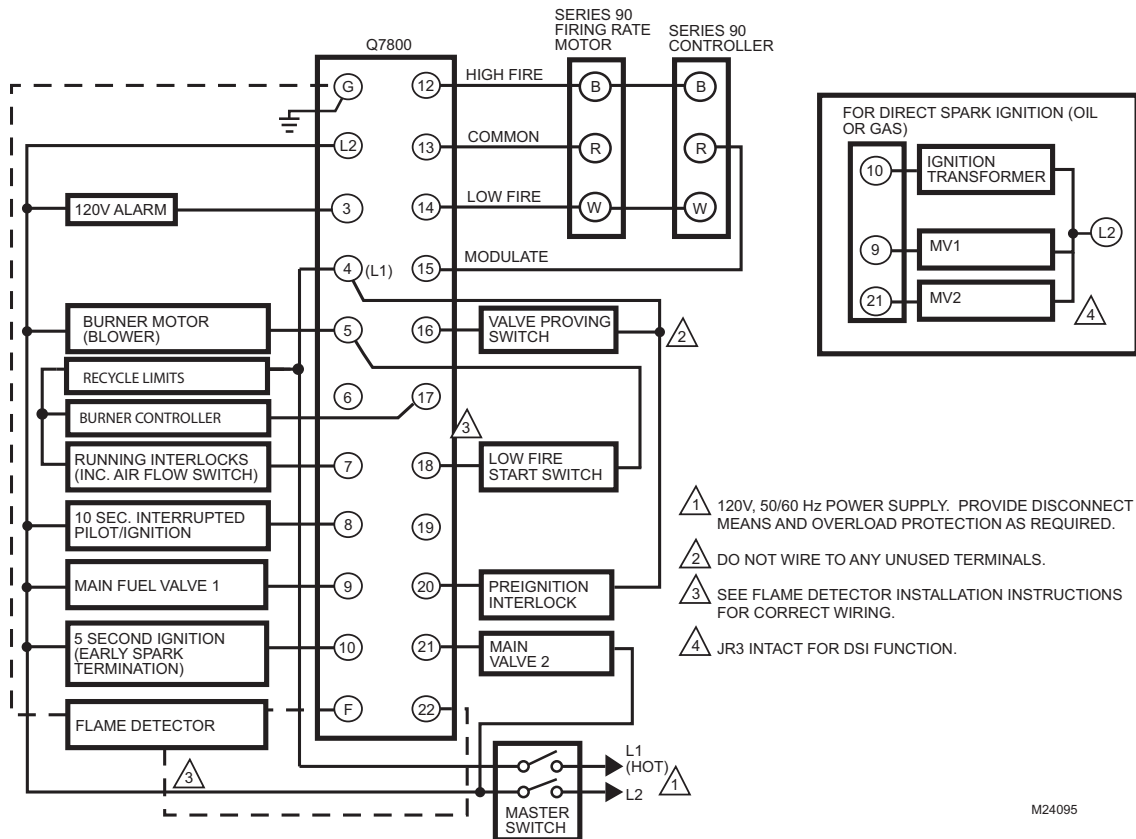 SERIES 90
FIRING RATE
MOTOR
SERIES 90
CONTROLLER
Q7800
G
L2
3
4
(L1)
5
6
7
8
9
10
F
12
13
14
15
16
17
18
19
20
21
22
HIGH FIRE
COMMON
LOW FIRE
MODULATE
B
R
W
B
R
W
120V ALARM
BURNER MOTOR
(BLOWER)
RECYCLE LIMITS
BURNER CONTROLLER
RUNNING INTERLOCKS
(INC. AIR FLOW SWITCH)
10 SEC. INTERRUPTED
PILOT/IGNITION
MAIN FUEL VALVE 1
5 SECOND IGNITION
(EARLY SPARK
TERMINATION)
FLAME DETECTOR
3
VALVE PROVING
SWITCH
2
3
LOW FIRE
START SWITCH
PREIGNITION
INTERLOCK
MAIN
VALVE 2
L1
(HOT)
L2
1
MASTER
SWITCH
FOR DIRECT SPARK IGNITION (OIL
OR GAS)
10
IGNITION
TRANSFORMER
9
MV1
21
MV2
L2
4
1 120V, 50/60 Hz POWER SUPPLY. PROVIDE DISCONNECT
MEANS AND OVERLOAD PROTECTION AS REQUIRED.
2 DO NOT WIRE TO ANY UNUSED TERMINALS.
3 SEE FLAME DETECTOR INSTALLATION INSTRUCTIONS
FOR CORRECT WIRING.
4 JR3 INTACT FOR DSI FUNCTION.
M24095